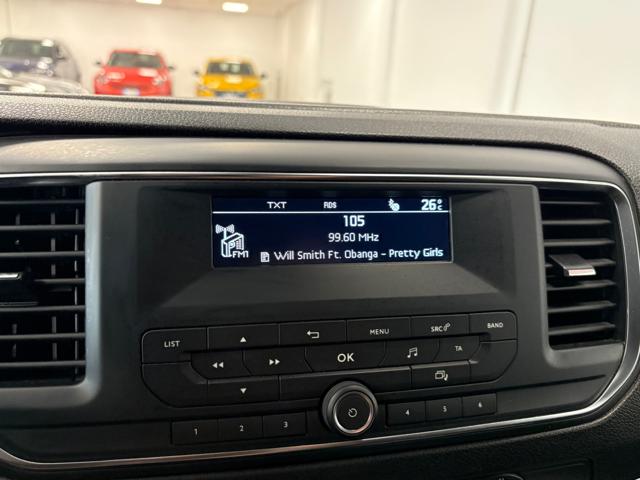 TXT RDS 26°C
105
99.60 MHz
FM1
Will Smith Ft. Obanga - Pretty Girls
LIST MENU SRC BAND
OK TA
1 2 3 4 5 6